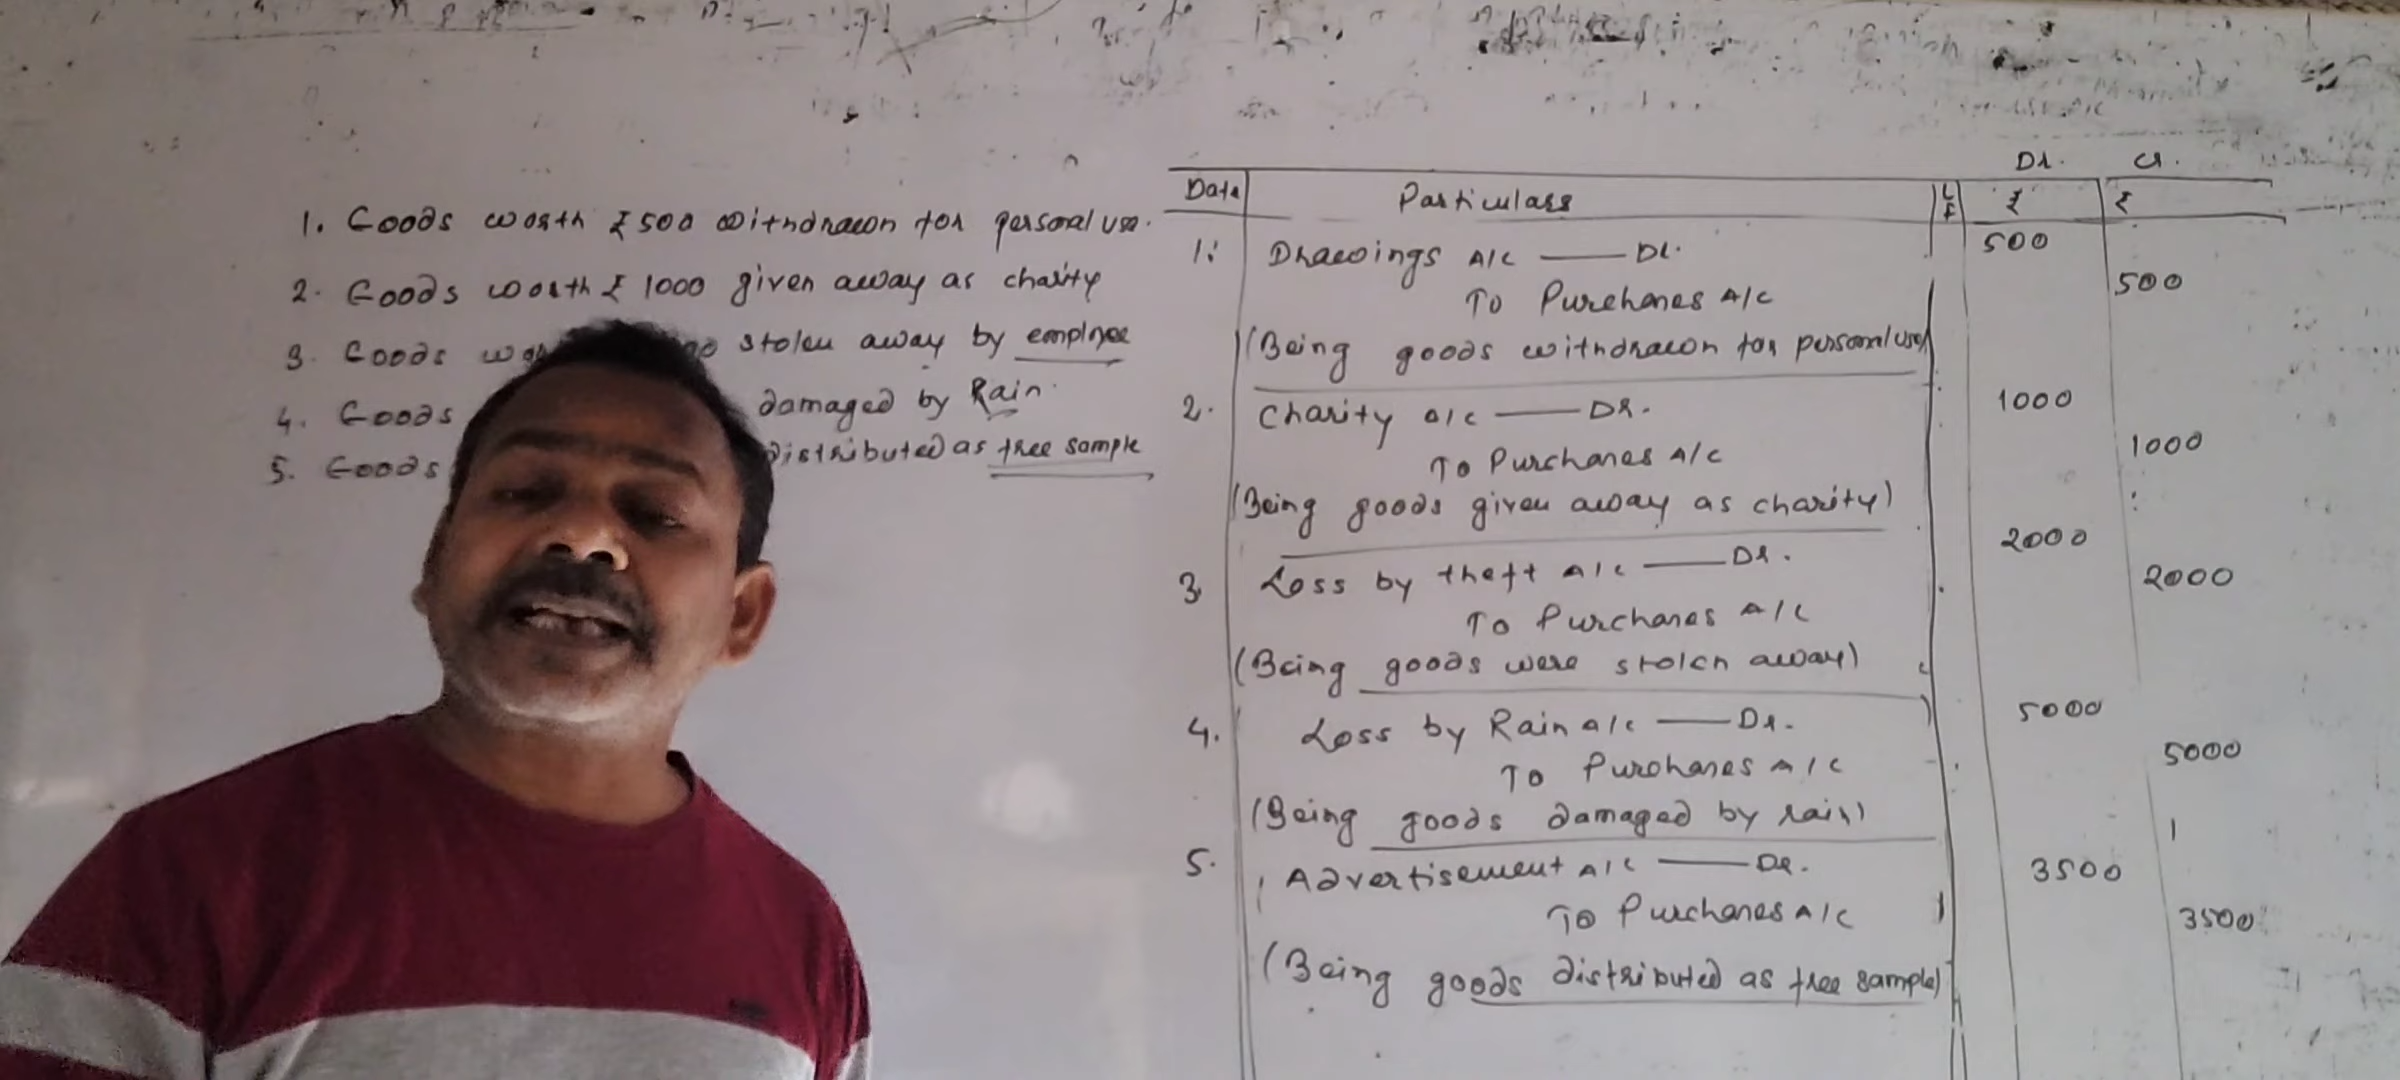 1. Goods worth ₹ 500 withdrawn for personal use.
2. Goods worth ₹ 1000 given away as charity
3. Goods stolen away by employee
4. Goods damaged by Rain.
5. Goods distributed as free sample
Dr. Cr.
Date Particulars LF ₹ ₹
1. Drawings A/C —— Dr. 500
To Purchases A/C 500
(Being goods withdrawn for personal use)
2. Charity A/C —— DR. 1000
To Purchases A/C 1000
(Being goods given away as charity)
3. Loss by theft A/C —— Dr. 2000
To Purchases A/C 2000
(Being goods were stolen away)
4. Loss by Rain A/C —— Dr. 5000
To Purchases A/C 5000
(Being goods damaged by rain)
5. Advertisement A/C —— Dr. 3500
To Purchases A/C 3500
(Being goods distributed as free sample)